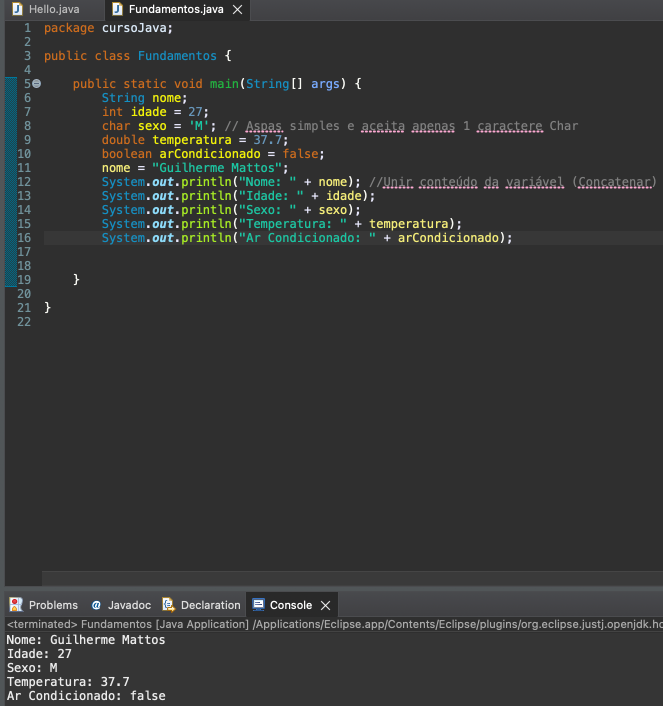 Hello.java Fundamentos.java
1 package cursoJava;
2
3 public class Fundamentos {
4
5 public static void main(String[] args) {
6 String nome;
7 int idade = 27;
8 char sexo = 'M'; // Aspas simples e aceita apenas 1 caractere Char
9 double temperatura = 37.7;
10 boolean arCondicionado = false;
11 nome = "Guilherme Mattos";
12 System.out.println("Nome: " + nome); //Unir conteúdo da variável (Concatenar)
13 System.out.println("Idade: " + idade);
14 System.out.println("Sexo: " + sexo);
15 System.out.println("Temperatura: " + temperatura);
16 System.out.println("Ar Condicionado: " + arCondicionado);
17
18
19 }
20
21 }
22
Problems @ Javadoc Declaration Console
<terminated> Fundamentos [Java Application] /Applications/Eclipse.app/Contents/Eclipse/plugins/org.eclipse.justj.openjdk.ho
Nome: Guilherme Mattos
Idade: 27
Sexo: M
Temperatura: 37.7
Ar Condicionado: false